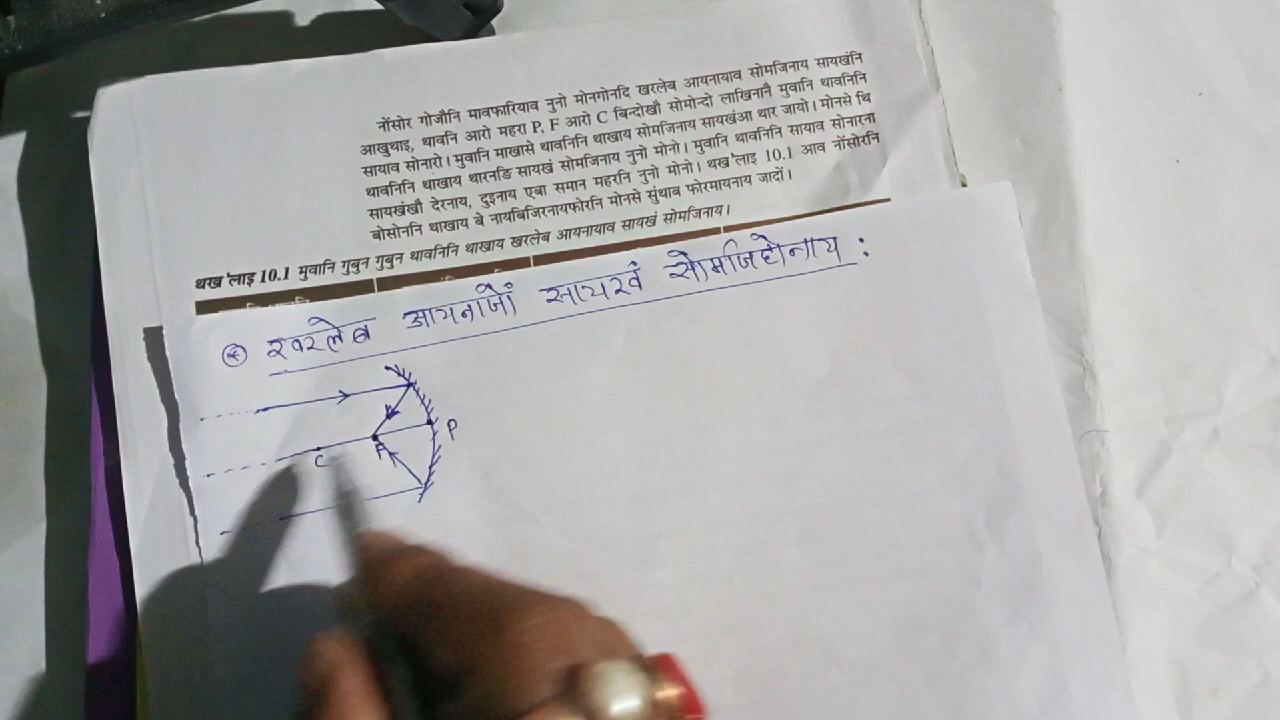 नोंसोर गोजौनि मावफारियाव नुनो मोनगोनदि खरलेब आयनायाव सोमजिनाय सायखंनि
आखुथाइ, थावनि आरो महरा P, F आरो C बिन्दोखौ सोमोन्दो लाखिनानै मुवानि थावनिनि
सायाव सोनारो। मुवानि माखासे थावनिनि थाखाय सोमजिनाय सायखंआ थार जायो। मोनसे थि
थावनिनि थाखाय थारनङि सायखं सोमजिनाय नुनो मोनो। मुवानि थावनिनि सायाव सोनारना
सायखंखौ देरनाय, दुइनाय एबा समान महरनि नुनो मोनो। थख'लाइ 10.1 आव नोंसोरनि
बोसोननि थाखाय बे नायबिजिरनायफोरनि मोनसे सुंथाब फोरमायनाय जादों।
थख'लाइ 10.1 मुवानि गुबुन गुबुन थावनिनि थाखाय खरलेब आयनायाव सायखं सोमजिनाय।
खरलेब आयनाजों सायखं सोमजिहोनाय :
P
F
C